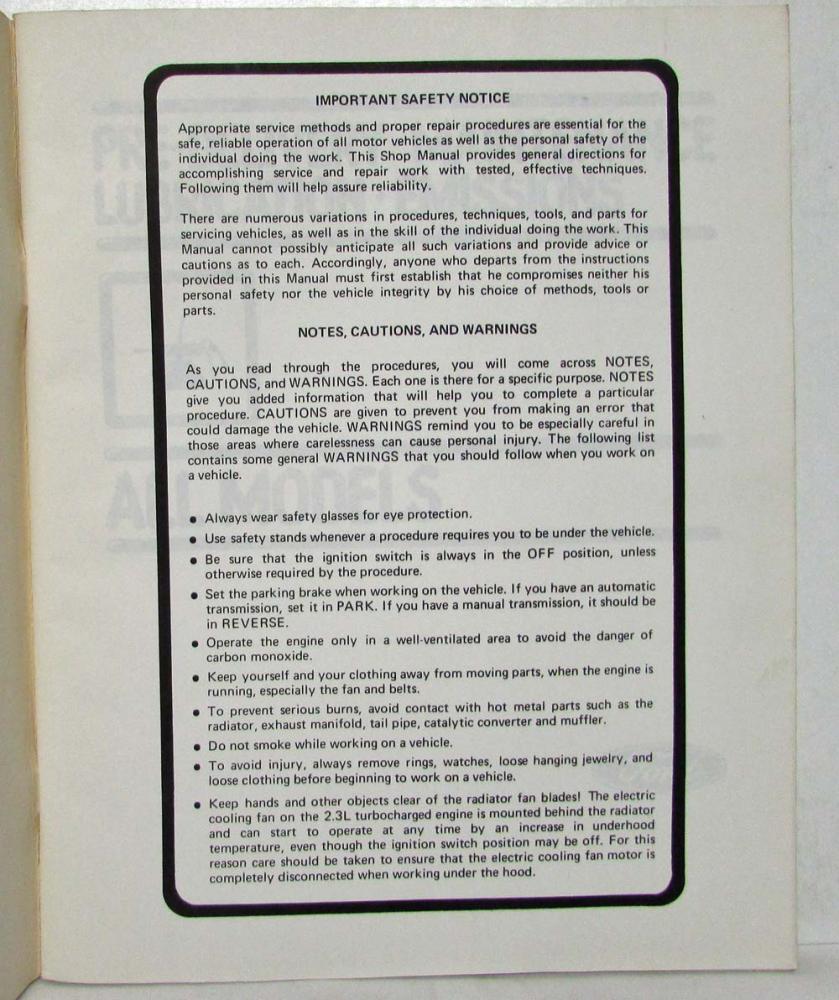 IMPORTANT SAFETY NOTICE
Appropriate service methods and proper repair procedures are essential for the
safe, reliable operation of all motor vehicles as well as the personal safety of the
individual doing the work. This Shop Manual provides general directions for
accomplishing service and repair work with tested, effective techniques.
Following them will help assure reliability.
There are numerous variations in procedures, techniques, tools, and parts for
servicing vehicles, as well as in the skill of the individual doing the work. This
Manual cannot possibly anticipate all such variations and provide advice or
cautions as to each. Accordingly, anyone who departs from the instructions
provided in this Manual must first establish that he compromises neither his
personal safety nor the vehicle integrity by his choice of methods, tools or
parts.
NOTES, CAUTIONS, AND WARNINGS
As you read through the procedures, you will come across NOTES,
CAUTIONS, and WARNINGS. Each one is there for a specific purpose. NOTES
give you added information that will help you to complete a particular
procedure. CAUTIONS are given to prevent you from making an error that
could damage the vehicle. WARNINGS remind you to be especially careful in
those areas where carelessness can cause personal injury. The following list
contains some general WARNINGS that you should follow when you work on
a vehicle.
• Always wear safety glasses for eye protection.
• Use safety stands whenever a procedure requires you to be under the vehicle.
• Be sure that the ignition switch is always in the OFF position, unless
otherwise required by the procedure.
• Set the parking brake when working on the vehicle. If you have an automatic
transmission, set it in PARK. If you have a manual transmission, it should be
in REVERSE.
• Operate the engine only in a well-ventilated area to avoid the danger of
carbon monoxide.
• Keep yourself and your clothing away from moving parts, when the engine is
running, especially the fan and belts.
• To prevent serious burns, avoid contact with hot metal parts such as the
radiator, exhaust manifold, tail pipe, catalytic converter and muffler.
• Do not smoke while working on a vehicle.
• To avoid injury, always remove rings, watches, loose hanging jewelry, and
loose clothing before beginning to work on a vehicle.
• Keep hands and other objects clear of the radiator fan blades! The electric
cooling fan on the 2.3L turbocharged engine is mounted behind the radiator
and can start to operate at any time by an increase in underhood
temperature, even though the ignition switch position may be off. For this
reason care should be taken to ensure that the electric cooling fan motor is
completely disconnected when working under the hood.
ALL MODELS